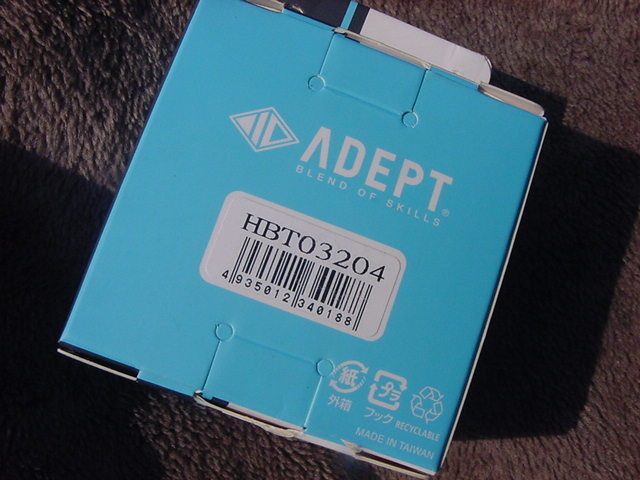 ADEPT®
BLEND OF SKILLS
HBT03204
4 935012 340188
紙 プラ
外箱 フック RECYCLABLE
MADE IN TAIWAN